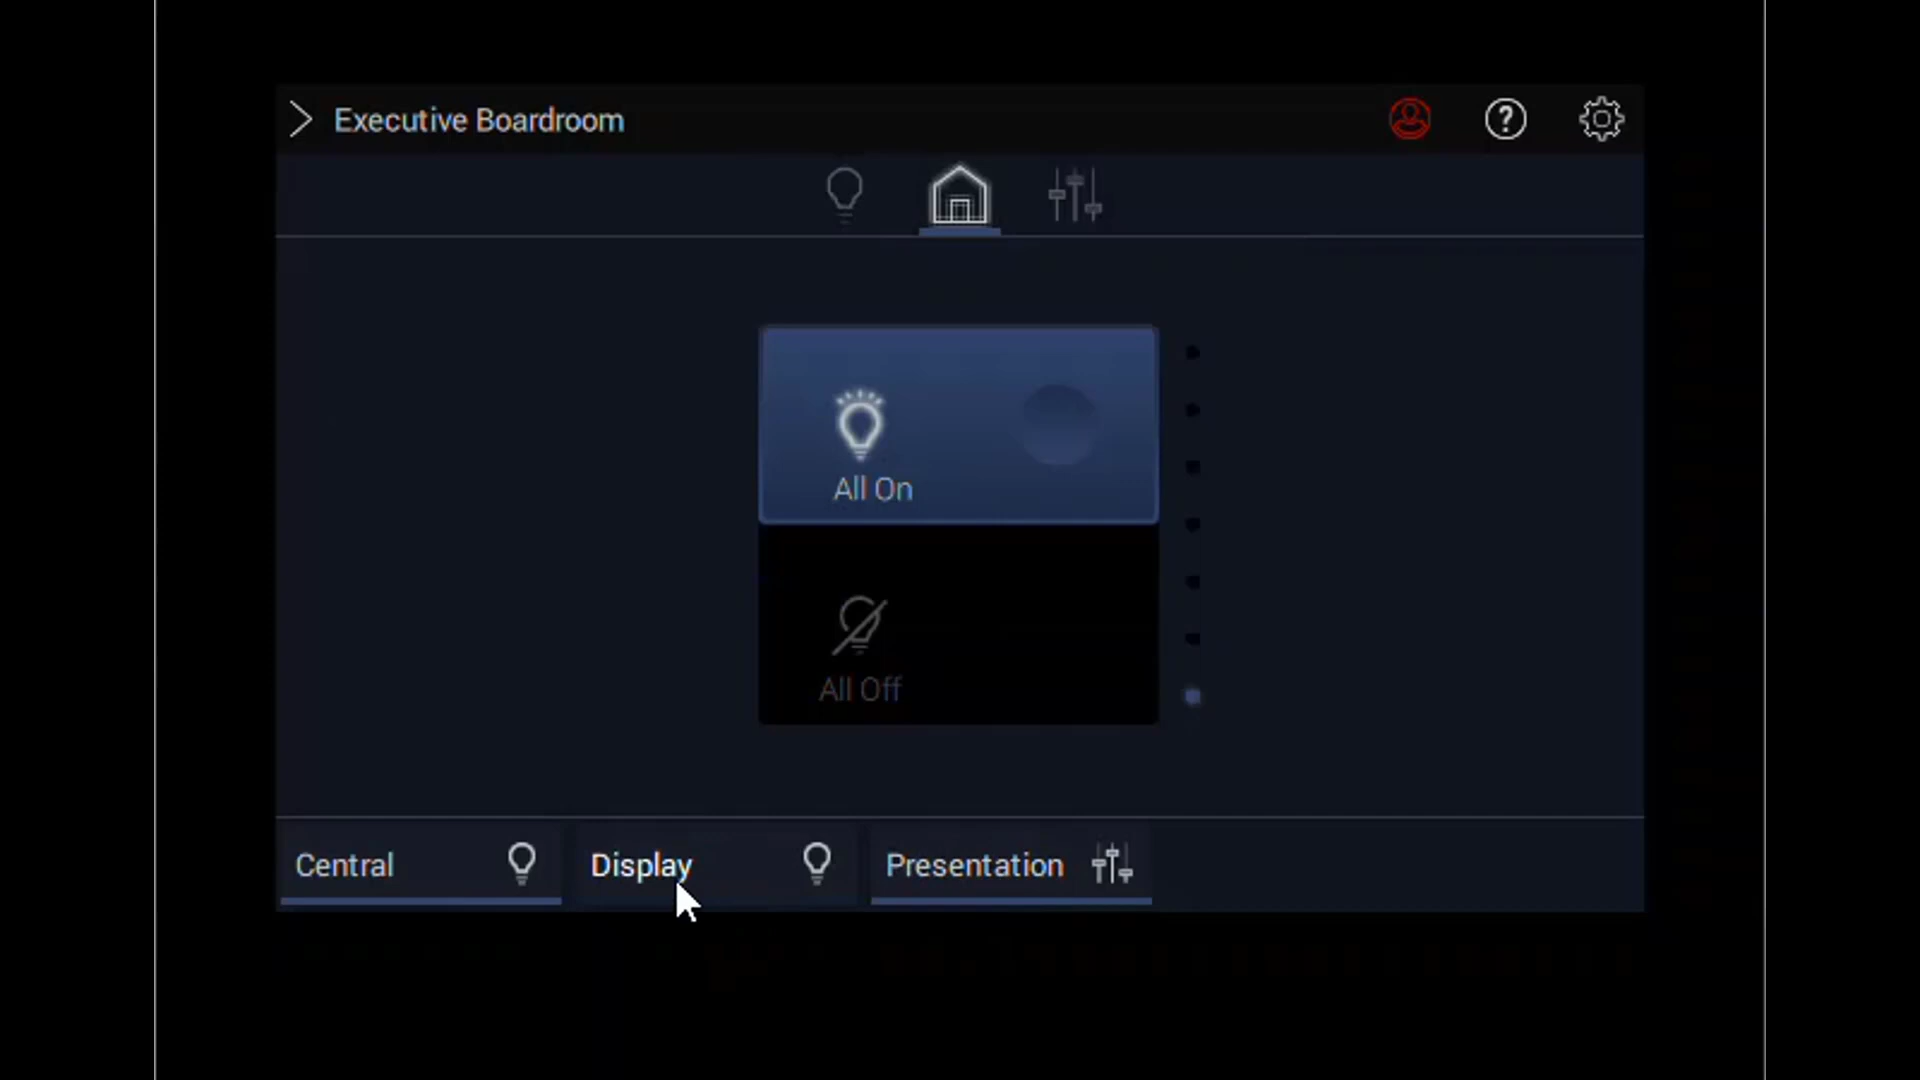 Executive Boardroom
All On
All Off
Central
Display
Presentation